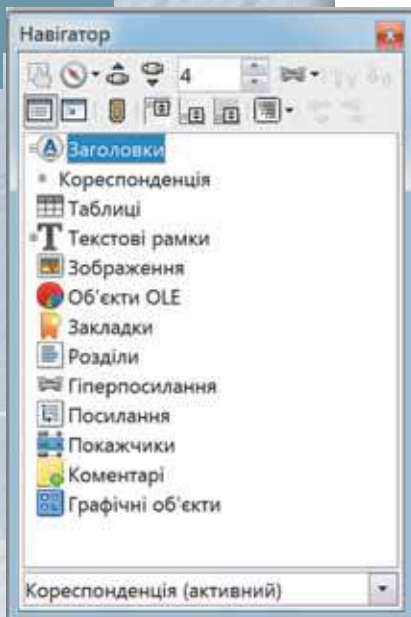 Навігатор
4
Заголовки
Кореспонденція
Таблиці
Текстові рамки
Зображення
Об'єкти OLE
Закладки
Розділи
Гіперпосилання
Посилання
Покажчики
Коментарі
Графічні об'єкти
Кореспонденція (активний)